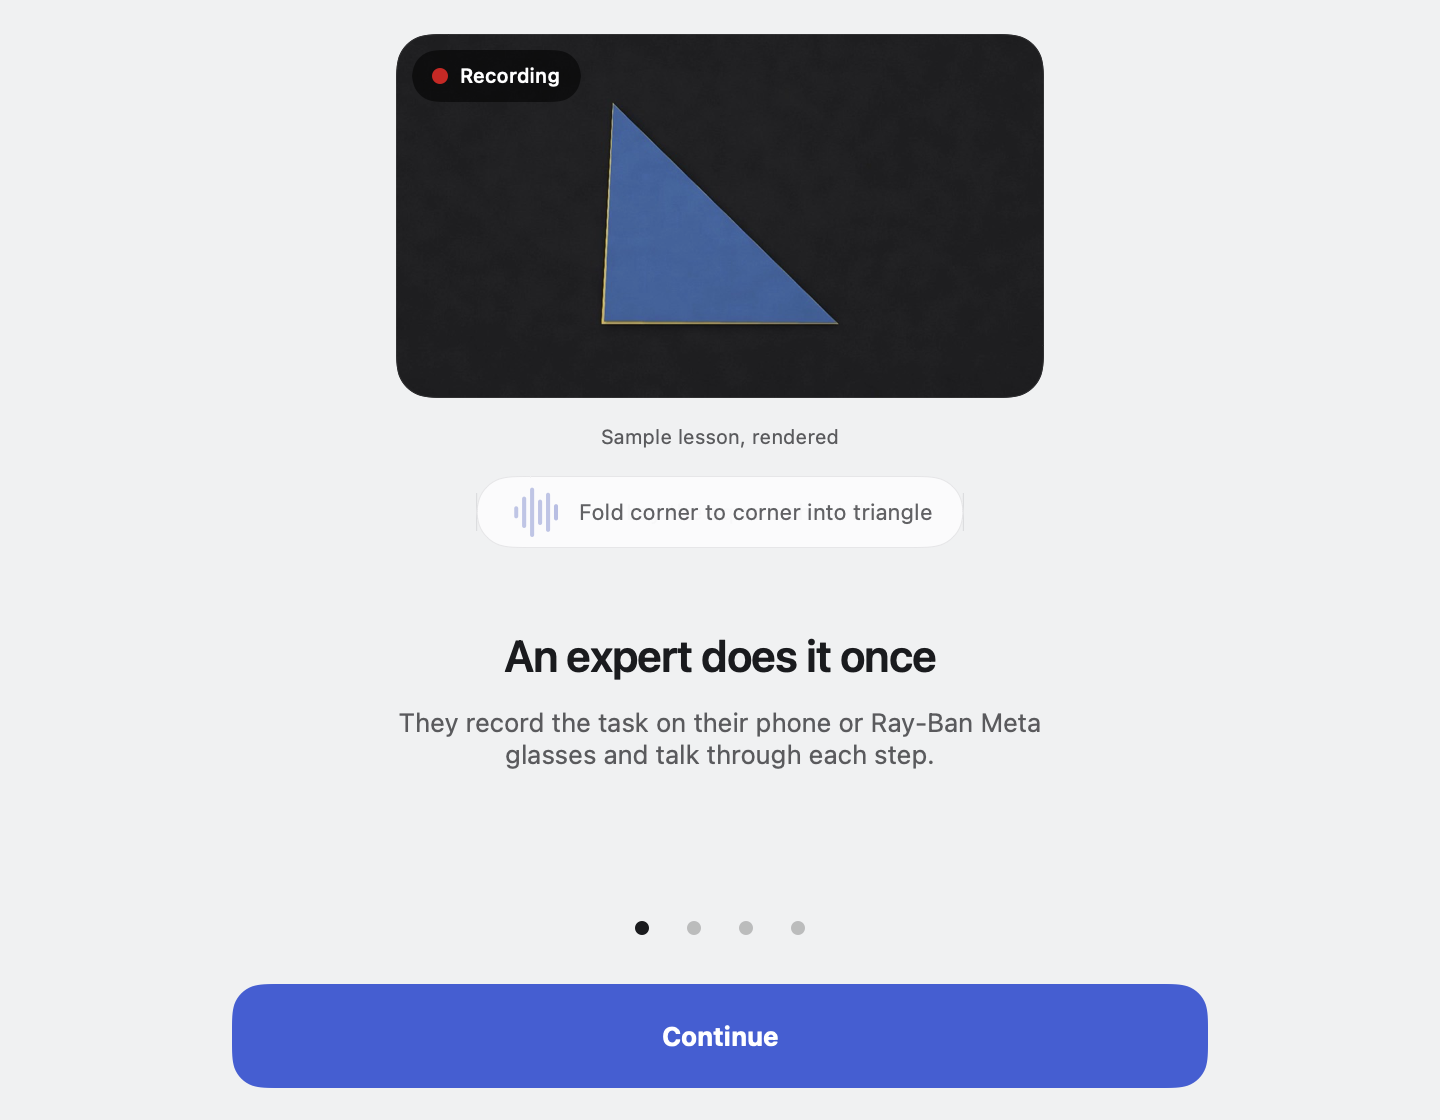 Recording
Sample lesson, rendered
Fold corner to corner into triangle
An expert does it once
They record the task on their phone or Ray-Ban Meta
glasses and talk through each step.
Continue